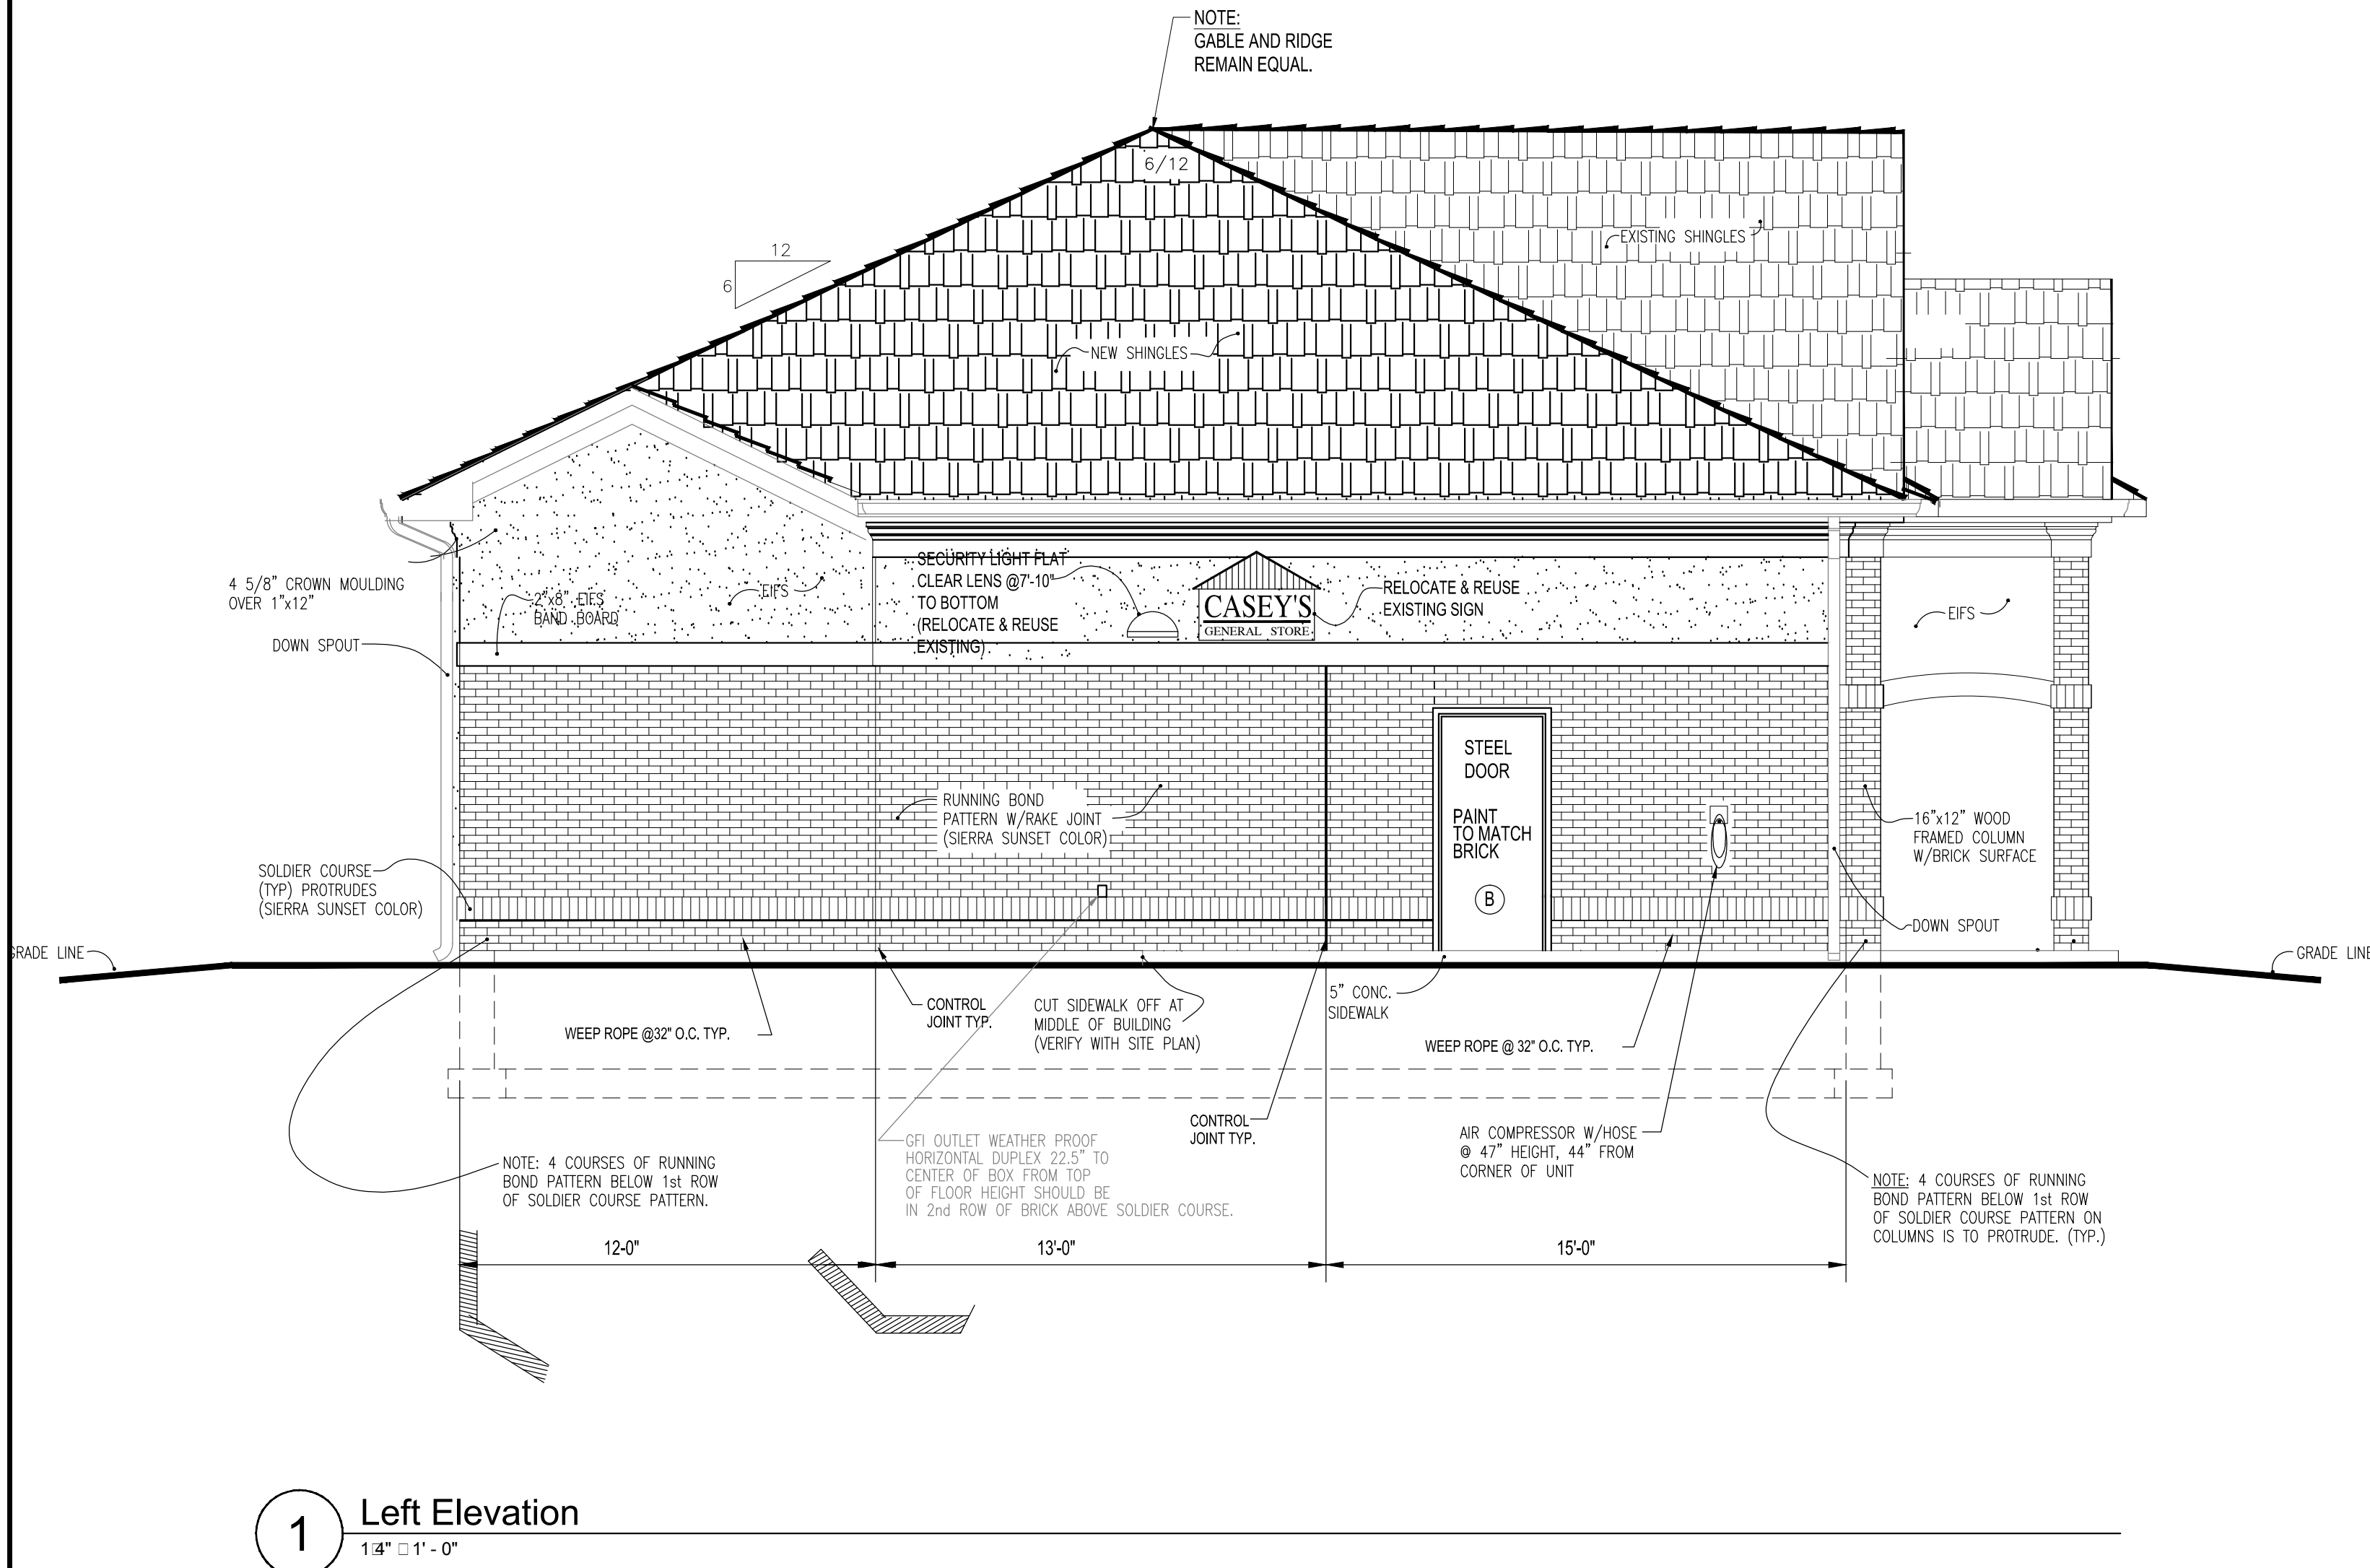 NOTE:
GABLE AND RIDGE
REMAIN EQUAL.
6/12
12
6
EXISTING SHINGLES
NEW SHINGLES
4 5/8" CROWN MOULDING
OVER 1"x12"
2"x8" EIFS
BAND BOARD
EIFS
SECURITY LIGHT FLAT
CLEAR LENS @7'-10"
TO BOTTOM
(RELOCATE & REUSE
EXISTING)
CASEY'S
GENERAL STORE
RELOCATE & REUSE
EXISTING SIGN
EIFS
DOWN SPOUT
STEEL
DOOR
PAINT
TO MATCH
BRICK
B
RUNNING BOND
PATTERN W/RAKE JOINT
(SIERRA SUNSET COLOR)
16"x12" WOOD
FRAMED COLUMN
W/BRICK SURFACE
SOLDIER COURSE
(TYP) PROTRUDES
(SIERRA SUNSET COLOR)
DOWN SPOUT
GRADE LINE
GRADE LINE
WEEP ROPE @32" O.C. TYP.
CONTROL
JOINT TYP.
CUT SIDEWALK OFF AT
MIDDLE OF BUILDING
(VERIFY WITH SITE PLAN)
5" CONC.
SIDEWALK
WEEP ROPE @ 32" O.C. TYP.
CONTROL
JOINT TYP.
AIR COMPRESSOR W/HOSE
@ 47" HEIGHT, 44" FROM
CORNER OF UNIT
GFI OUTLET WEATHER PROOF
HORIZONTAL DUPLEX 22.5" TO
CENTER OF BOX FROM TOP
OF FLOOR HEIGHT SHOULD BE
IN 2nd ROW OF BRICK ABOVE SOLDIER COURSE.
NOTE: 4 COURSES OF RUNNING
BOND PATTERN BELOW 1st ROW
OF SOLDIER COURSE PATTERN.
NOTE: 4 COURSES OF RUNNING
BOND PATTERN BELOW 1st ROW
OF SOLDIER COURSE PATTERN ON
COLUMNS IS TO PROTRUDE. (TYP.)
12-0"
13'-0"
15'-0"
1
Left Elevation
1□4" □ 1' - 0"